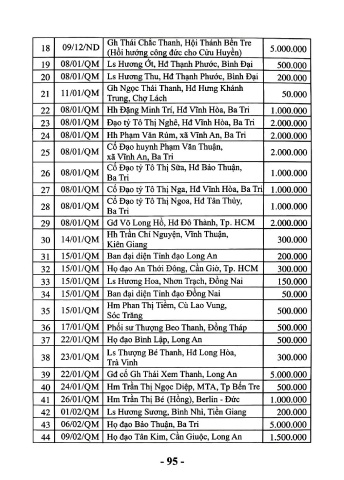 18 09/12/ND Gh Thái Chắc Thanh, Hội Thánh Bến Tre 5.000.000
(Hồi hướng công đức cho Cửu Huyền)
19 08/01/QM Ls Hương Ớt, Hđ Thạnh Phước, Bình Đại 500.000
20 08/01/QM Ls Hương Thu, Hđ Thạnh Phước, Bình Đại 200.000
21 11/01/QM Gh Ngọc Thái Thanh, Hđ Hưng Khánh 50.000
Trung, Chợ Lách
22 08/01/QM Hh Đặng Minh Trí, Hđ Vĩnh Hòa, Ba Tri 1.000.000
23 08/01/QM Đạo tỷ Tô Thị Nghê, Hđ Vĩnh Hòa, Ba Tri 2.000.000
24 08/01/QM Hh Phạm Văn Rúm, xã Vĩnh An, Ba Tri 2.000.000
25 08/01/QM Cố Đạo huynh Phạm Văn Thuận, 2.000.000
xã Vĩnh An, Ba Tri
26 08/01/QM Cố Đạo tỷ Tô Thị Sữa, Hđ Bảo Thuận, 1.000.000
Ba Tri
27 08/01/QM Cố Đạo tỷ Tô Thị Nga, Hđ Vĩnh Hòa, Ba Tri 1.000.000
28 08/01/QM Cố Đạo tỷ Tô Thị Ngoa, Hđ Tân Thủy, 1.000.000
Ba Tri
29 08/01/QM Gđ Võ Long Hồ, Hđ Đô Thành, Tp. HCM 2.000.000
30 14/01/QM Hh Trần Chí Nguyện, Vĩnh Thuận, 300.000
Kiên Giang
31 15/01/QM Ban đại diện Tỉnh đạo Long An 200.000
32 15/01/QM Họ đạo An Thới Đông, Cần Giờ, Tp. HCM 300.000
33 15/01/QM Ls Hương Hoa, Nhơn Trạch, Đồng Nai 150.000
34 15/01/QM Ban đại diện Tỉnh đạo Đồng Nai 50.000
35 15/01/QM Hm Phan Thị Tiềm, Cù Lao Vung, 500.000
Sóc Trăng
36 17/01/QM Phối sư Thượng Beo Thanh, Đồng Tháp 500.000
37 22/01/QM Họ đạo Bình Lập, Long An 500.000
38 23/01/QM Ls Thượng Bé Thanh, Hđ Long Hòa, 300.000
Trà Vinh
39 22/01/QM Gđ cố Gh Thái Xem Thanh, Long An 5.000.000
40 24/01/QM Hm Trần Thị Ngọc Diệp, MTA, Tp Bến Tre 500.000
41 26/01/QM Hm Trần Thị Bé (Hồng), Berlin - Đức 1.000.000
42 01/02/QM Ls Hương Sương, Bình Nhì, Tiền Giang 200.000
43 06/02/QM Họ đạo Bảo Thuận, Ba Tri 5.000.000
44 09/02/QM Họ đạo Tân Kim, Cần Giuộc, Long An 1.500.000
- 95 -